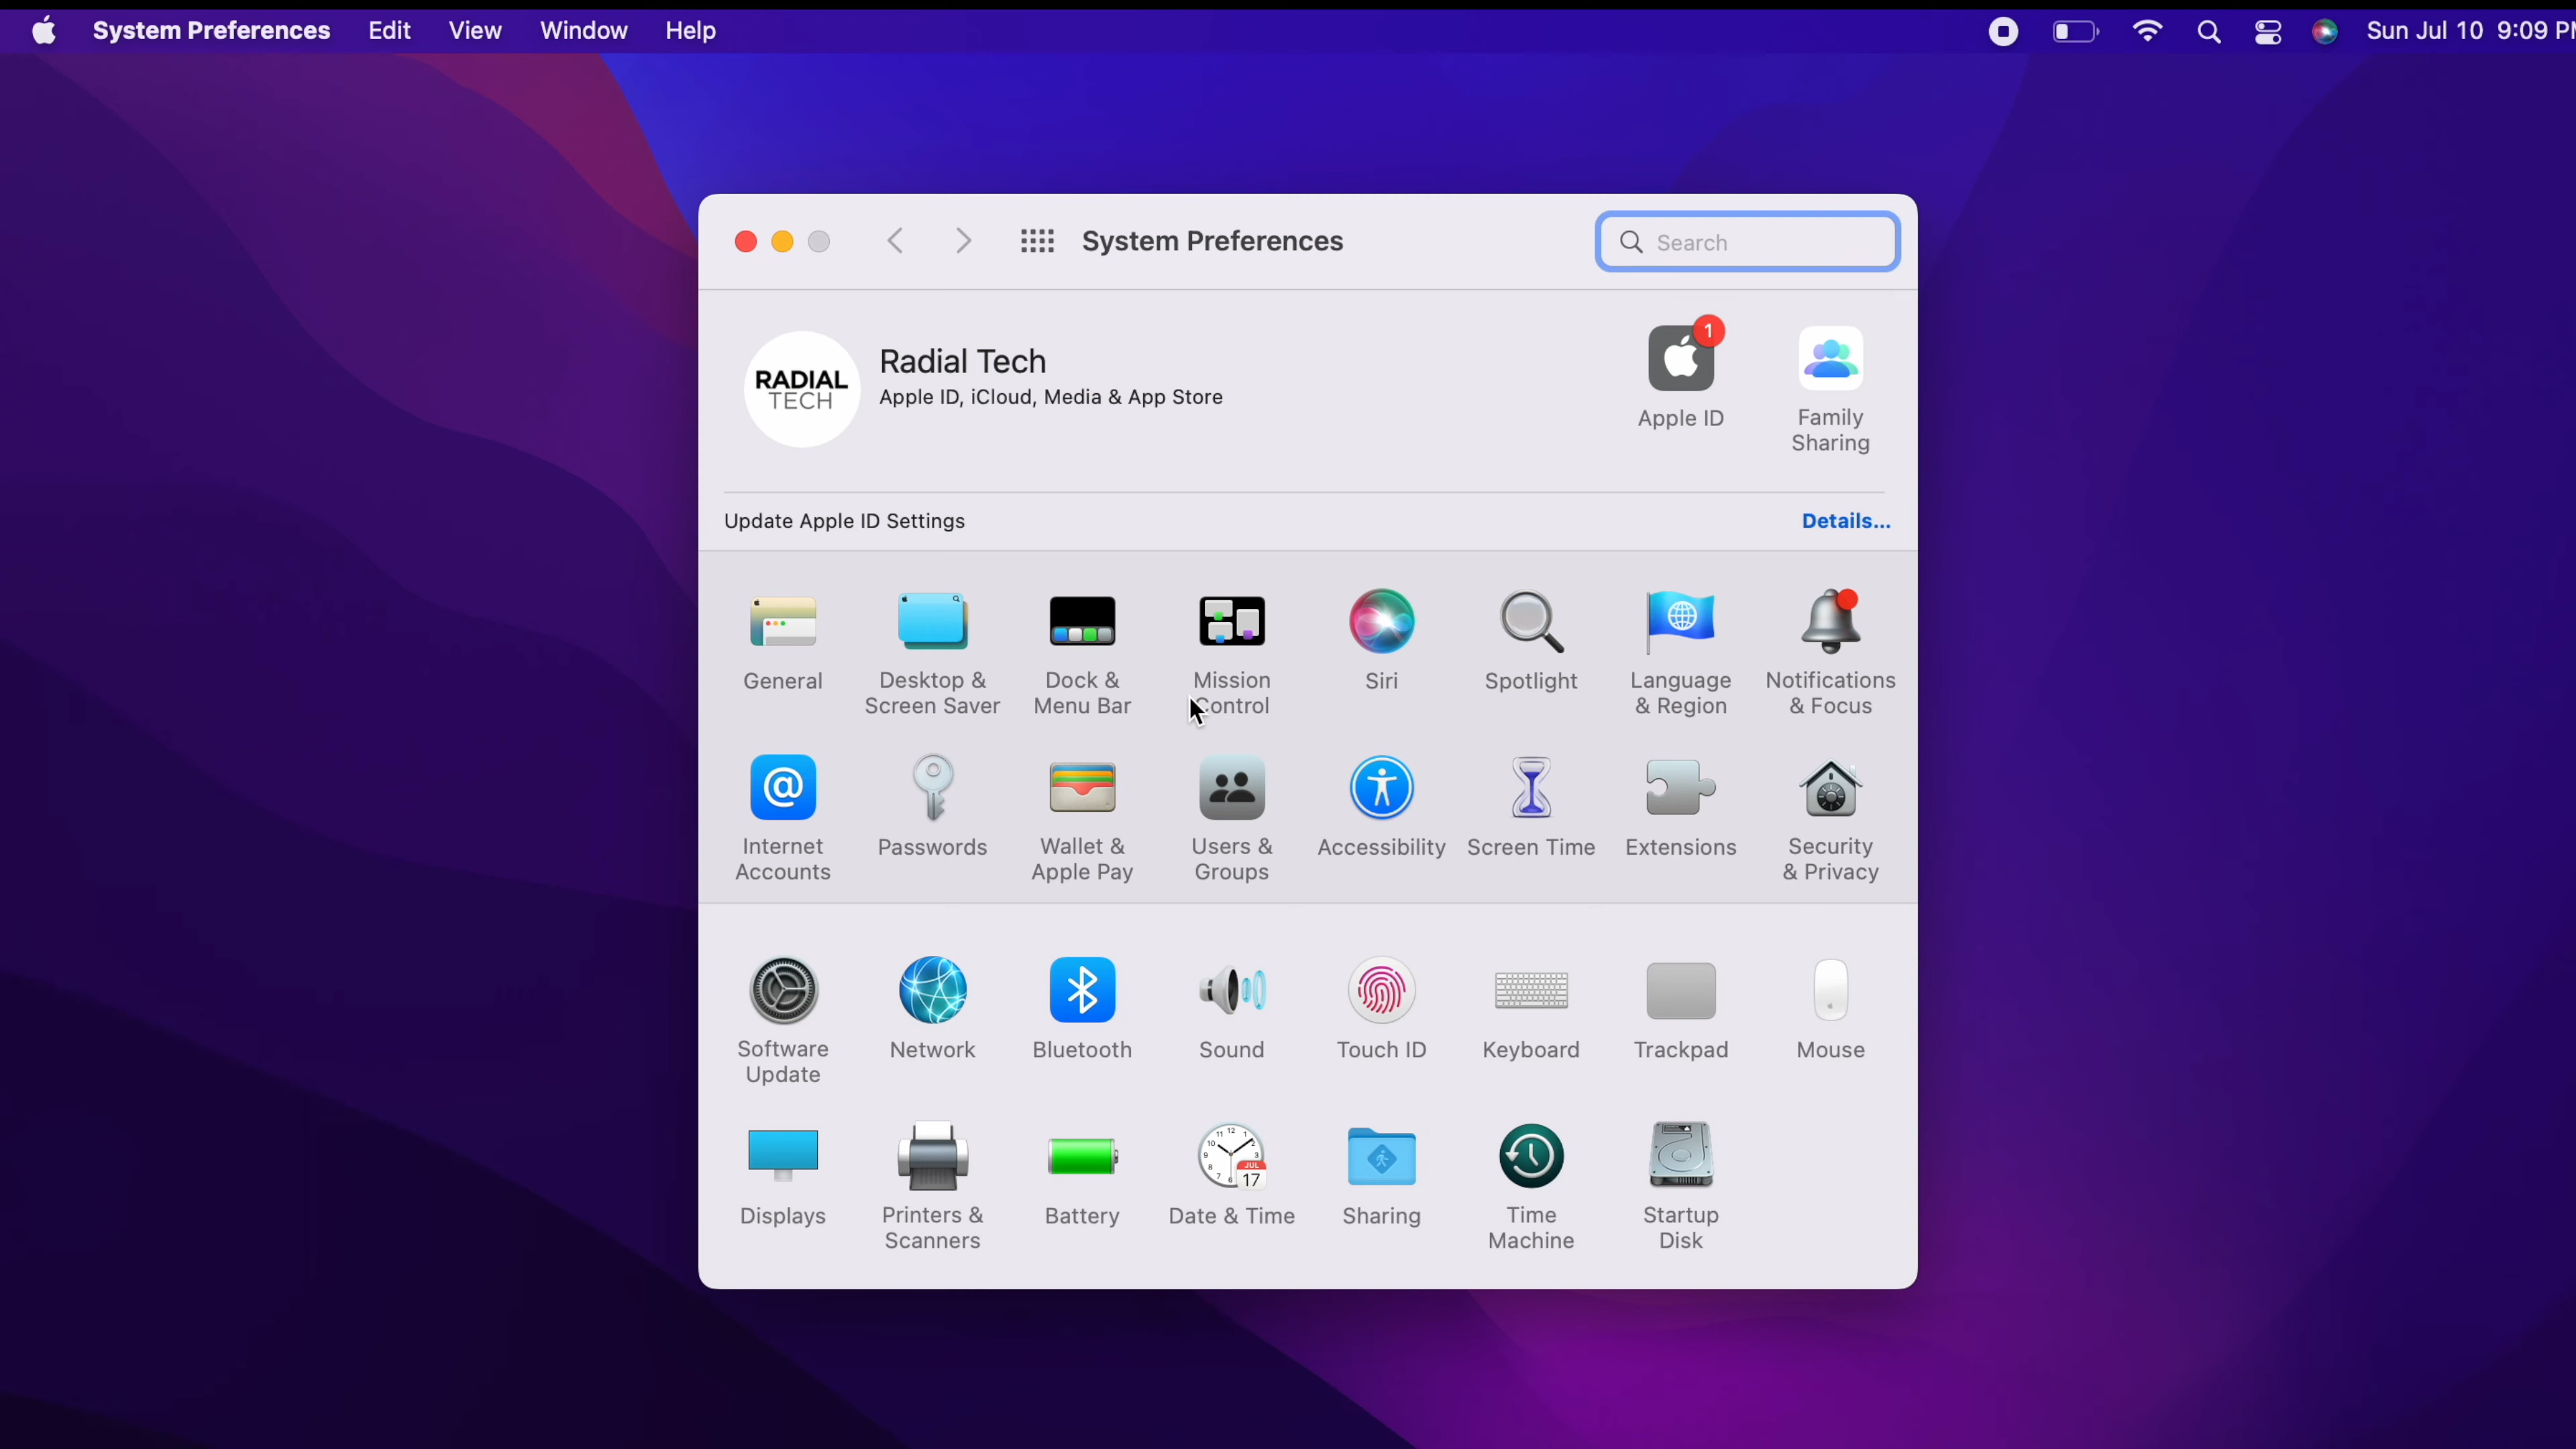 System Preferences Edit View Window Help Sun Jul 10 9:09 PM
System Preferences Search
RADIAL
TECH
Radial Tech
Apple ID, iCloud, Media & App Store
1
Apple ID
Family
Sharing
Update Apple ID Settings Details...
General
Desktop &
Screen Saver
Dock &
Menu Bar
Mission
Control
Siri
Spotlight
Language
& Region
Notifications
& Focus
@
Internet
Accounts
Passwords
Wallet &
Apple Pay
Users &
Groups
Accessibility
Screen Time
Extensions
Security
& Privacy
Software
Update
Network
Bluetooth
Sound
Touch ID
Keyboard
Trackpad
Mouse
Displays
Printers &
Scanners
Battery
JUL
17
Date & Time
Sharing
Time
Machine
Startup
Disk